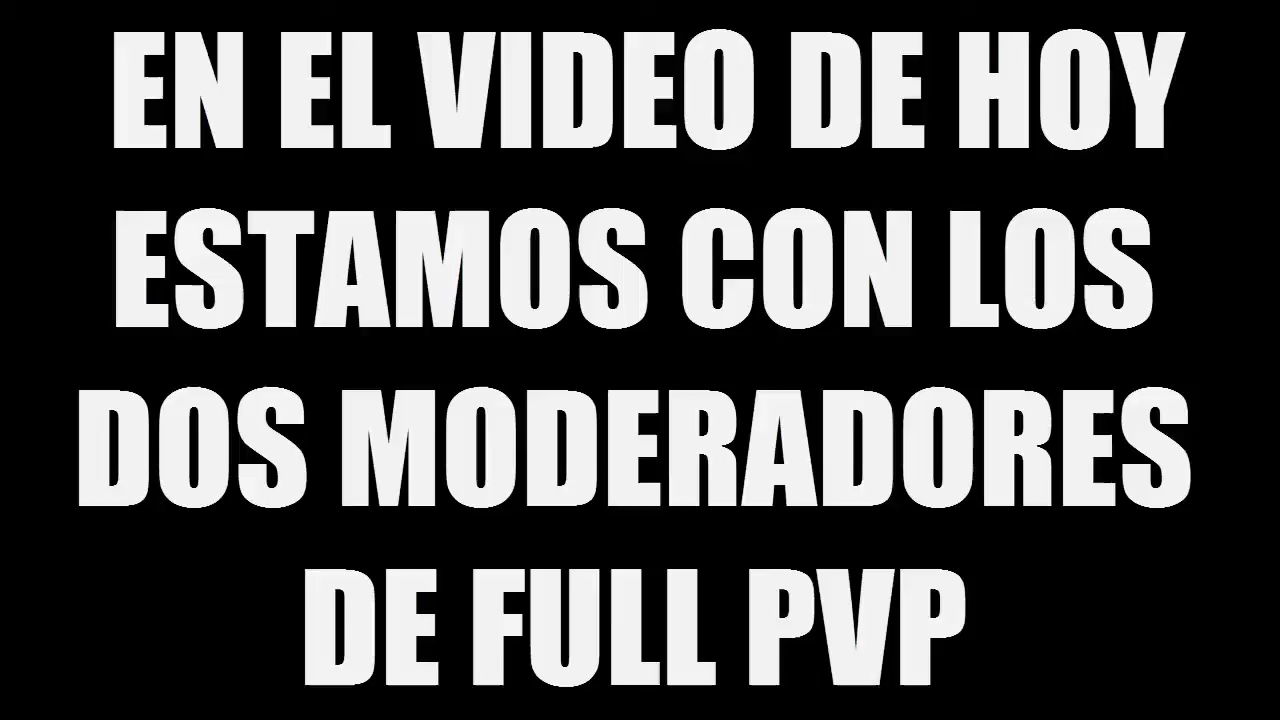 EN EL VIDEO DE HOY
ESTAMOS CON LOS
DOS MODERADORES
DE FULL PVP